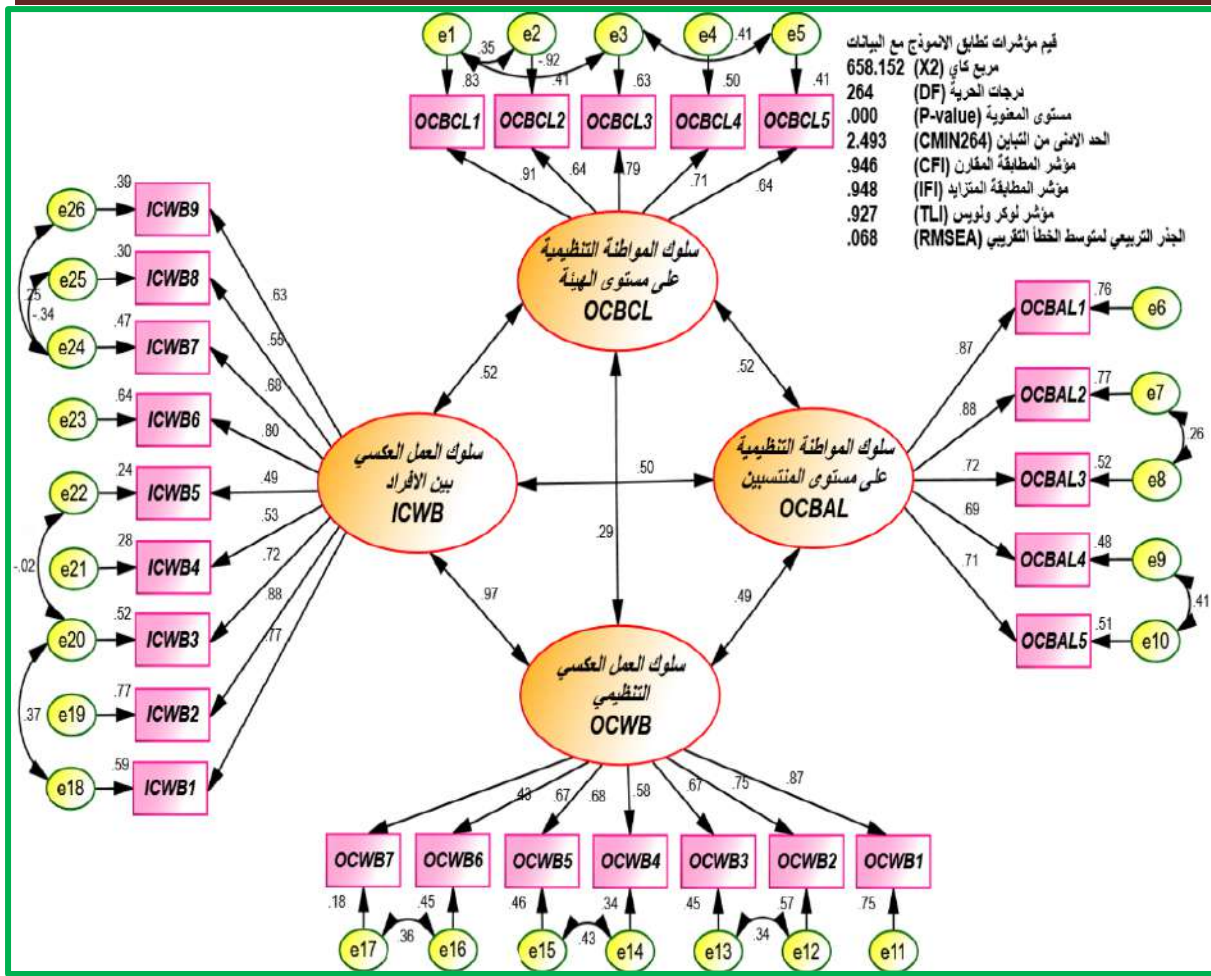 قيم مؤشرات تطابق الانموذج مع البيانات
مربع كاي (X2) 658.152
درجات الحرية (DF) 264
مستوى المعنوية (P-value) .000
الحد الادنى من التباين (CMIN264) 2.493
مؤشر المطابقة المقارن (CFI) .946
مؤشر المطابقة المتزايد (IFI) .948
مؤشر لوكر ولويس (TLI) .927
الجذر التربيعي لمتوسط الخطأ التقريبي (RMSEA) .068
e1 e2 e3 e4 e5
.35 -.92 .41
.83 .41 .63 .50 .41
OCBCL1 OCBCL2 OCBCL3 OCBCL4 OCBCL5
.91 .64 .79 .71 .64
سلوك المواطنة التنظيمية
على مستوى الهيئة
OCBCL
e26 .39 ICWB9 .63
e25 .30 ICWB8 .55
.25
-.34
e24 .47 ICWB7 .68
e23 .64 ICWB6 .80
e22 .24 ICWB5 .49
e21 .28 ICWB4 .53
-.02
e20 .52 ICWB3 .72
e19 .77 ICWB2 .88
.37
e18 .59 ICWB1 .77
سلوك العمل العكسي
بين الافراد
ICWB
.52 .52
.50
.29
.97 .49
سلوك المواطنة التنظيمية
على مستوى المنتسبين
OCBAL
.87 OCBAL1 .76 e6
.88 OCBAL2 .77 e7
.26
.72 OCBAL3 .52 e8
.69 OCBAL4 .48 e9
.41
.71 OCBAL5 .51 e10
سلوك العمل العكسي
التنظيمي
OCWB
.43 .67 .68 .58 .67 .75 .87
OCWB7 OCWB6 OCWB5 OCWB4 OCWB3 OCWB2 OCWB1
.18 .45 .46 .34 .45 .57 .75
e17 .36 e16 e15 .43 e14 e13 .34 e12 e11